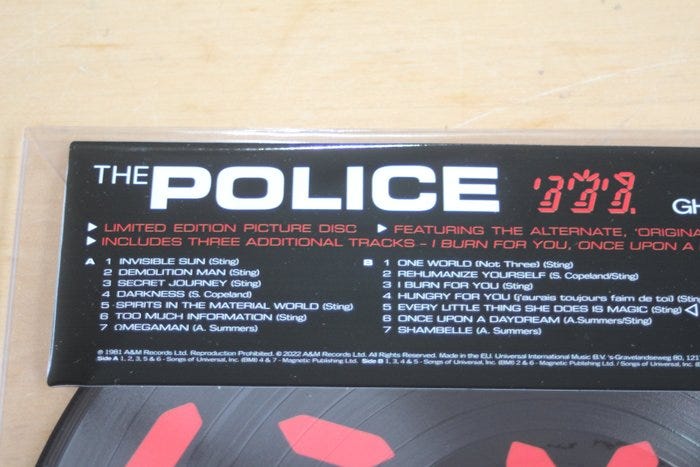 THE POLICE GH
▶ LIMITED EDITION PICTURE DISC ▶ FEATURING THE ALTERNATE, 'ORIGINA
▶ INCLUDES THREE ADDITIONAL TRACKS – I BURN FOR YOU, ONCE UPON A
A 1 INVISIBLE SUN (Sting)
2 DEMOLITION MAN (Sting)
3 SECRET JOURNEY (Sting)
4 DARKNESS (S. Copeland)
5 SPIRITS IN THE MATERIAL WORLD (Sting)
6 TOO MUCH INFORMATION (Sting)
7 ΩMEGAMAN (A. Summers)
B 1 ONE WORLD (Not Three) (Sting)
2 REHUMANIZE YOURSELF (S. Copeland/Sting)
3 I BURN FOR YOU (Sting)
4 HUNGRY FOR YOU (j'aurais toujours faim de toi) (Stin
5 EVERY LITTLE THING SHE DOES IS MAGIC (Sting)
6 ONCE UPON A DAYDREAM (A.Summers/Sting)
7 SHAMBELLE (A. Summers)
℗ 1981 A&M Records Ltd. Reproduction Prohibited. © 2022 A&M Records Ltd. All Rights Reserved. Made in the EU. Universal International Music B.V. 's-Gravelandseweg 80, 121
Side A 1, 2, 3, 5 & 6 - Songs of Universal, Inc. (BMI) 4 & 7 - Magnetic Publishing Ltd. / Side B 1, 3, 4 & 5 - Songs of Universal, Inc. (BMI) 2 & 6 - Magnetic Publishing Ltd. / Songs of Universal, Inc. (B